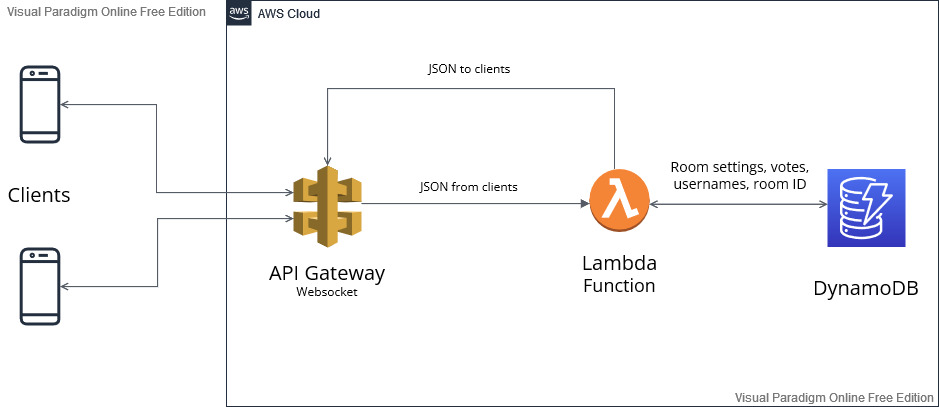 Visual Paradigm Online Free Edition
aws
AWS Cloud
JSON to clients
Clients
JSON from clients
Room settings, votes,
usernames, room ID
API Gateway
Websocket
Lambda
Function
DynamoDB
Visual Paradigm Online Free Edition